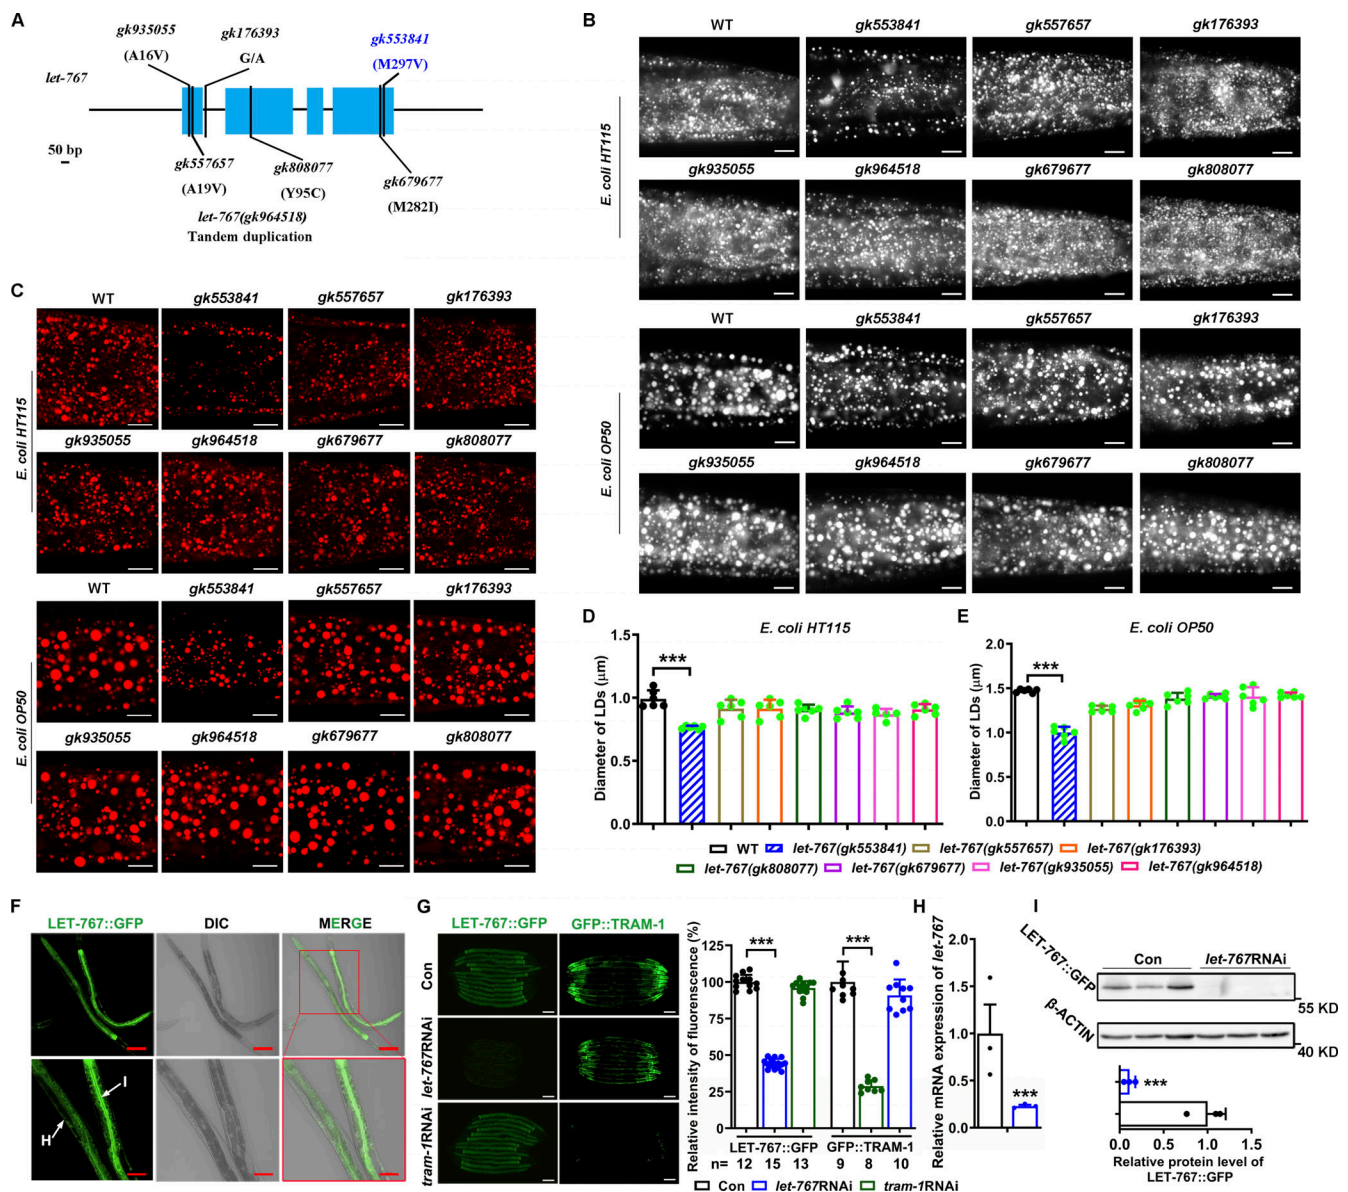 A
gk935055
(A16V)
gk176393
G/A
gk553841
(M297V)
let-767
50 bp
gk557657
(A19V)
gk808077
(Y95C)
gk679677
(M282I)
let-767(gk964518)
Tandem duplication
B
WT gk553841 gk557657 gk176393
E. coli HT115
gk935055 gk964518 gk679677 gk808077
WT gk553841 gk557657 gk176393
E. coli OP50
gk935055 gk964518 gk679677 gk808077
C
WT gk553841 gk557657 gk176393
E. coli HT115
gk935055 gk964518 gk679677 gk808077
WT gk553841 gk557657 gk176393
E. coli OP50
gk935055 gk964518 gk679677 gk808077
D
E. coli HT115
Diameter of LDs (µm)
1.5
1.0
0.5
0.0
***
E
E. coli OP50
Diameter of LDs (µm)
2.0
1.5
1.0
0.5
0.0
***
WT let-767(gk553841) let-767(gk557657) let-767(gk176393)
let-767(gk808077) let-767(gk679677) let-767(gk935055) let-767(gk964518)
F
LET-767::GFP DIC MERGE
I
H
G
LET-767::GFP GFP::TRAM-1
Con
let-767RNAi
tram-1RNAi
Relative intensity of fluorescence (%)
125
100
75
50
25
0
*** ***
LET-767::GFP GFP::TRAM-1
n= 12 15 13 9 8 10
Con let-767RNAi tram-1RNAi
H
Relative mRNA expression of let-767
2.0
1.5
1.0
0.5
0.0
***
I
Con let-767RNAi
LET-767::GFP
55 KD
β-ACTIN
40 KD
***
0.0 0.5 1.0 1.5
Relative protein level of
LET-767::GFP